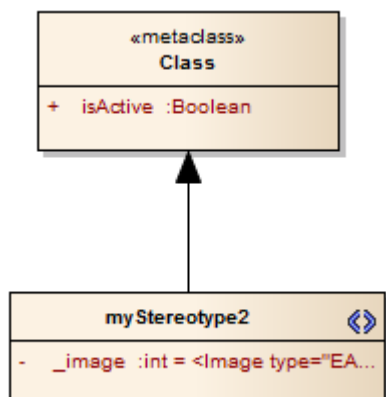 «metaclass»
Class
+ isActive :Boolean
myStereotype2
- _image :int = <Image type="EA...